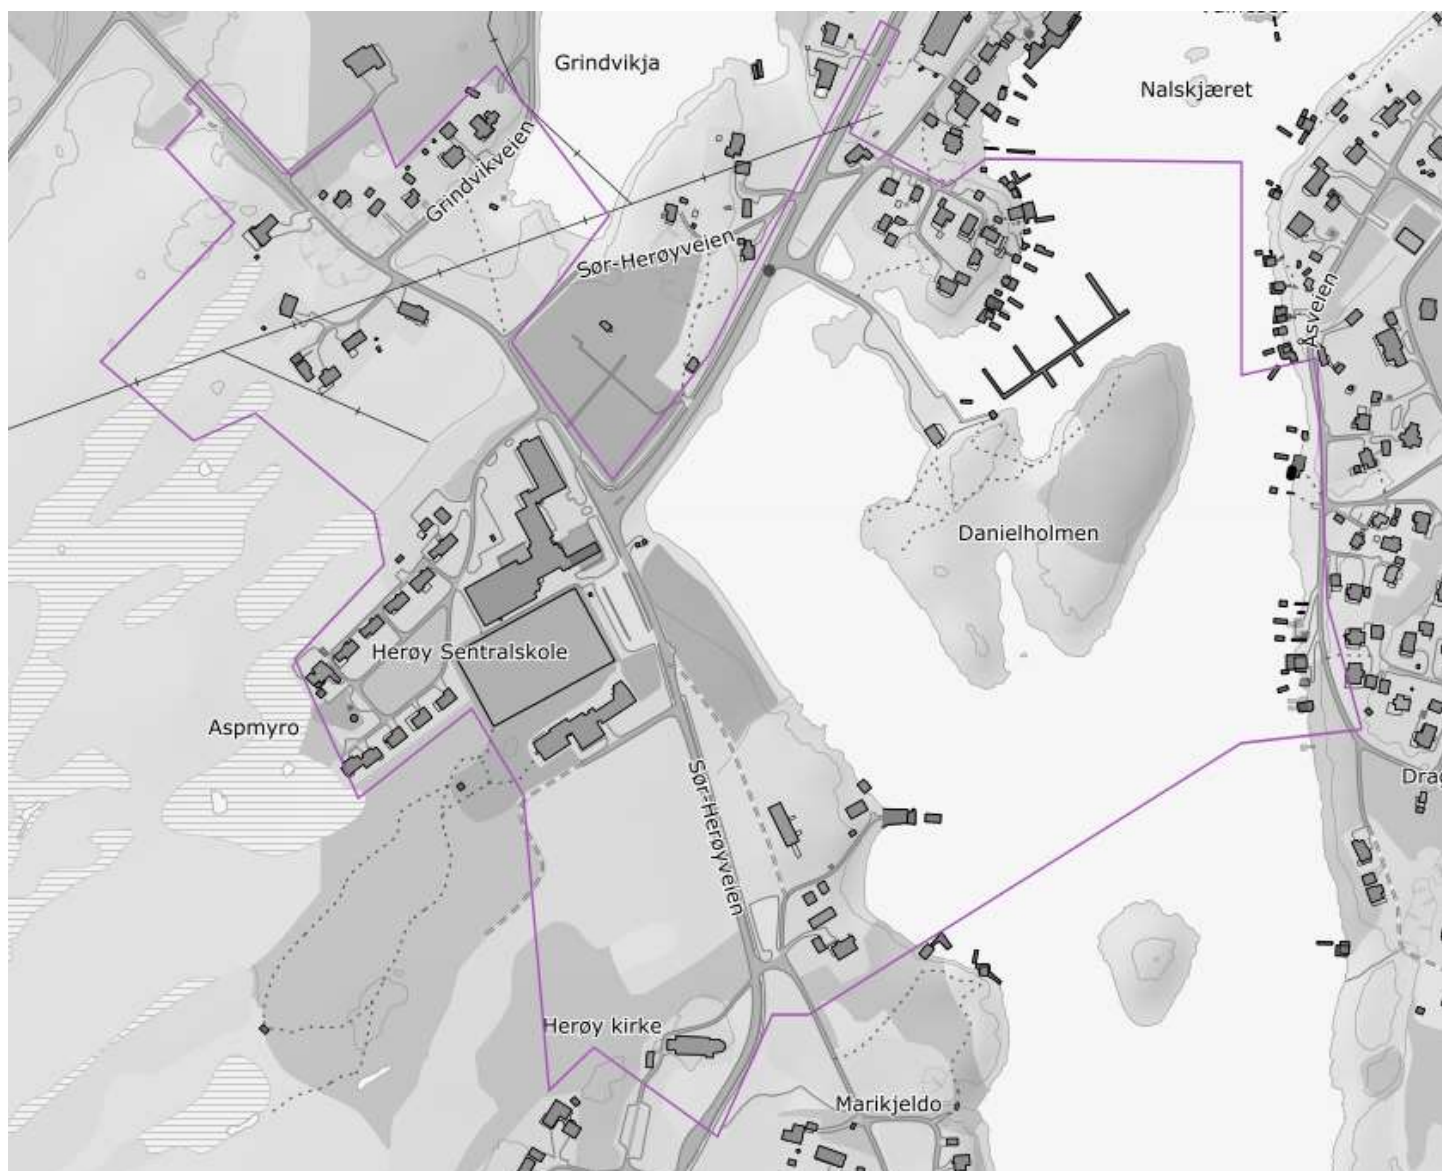 Grindvikja
Nalskjæret
Grindvikveien
Sør-Herøyveien
Åsveien
Danielholmen
Herøy Sentralskole
Aspmyro
Sør-Herøyveien
Herøy kirke
Marikjeldo